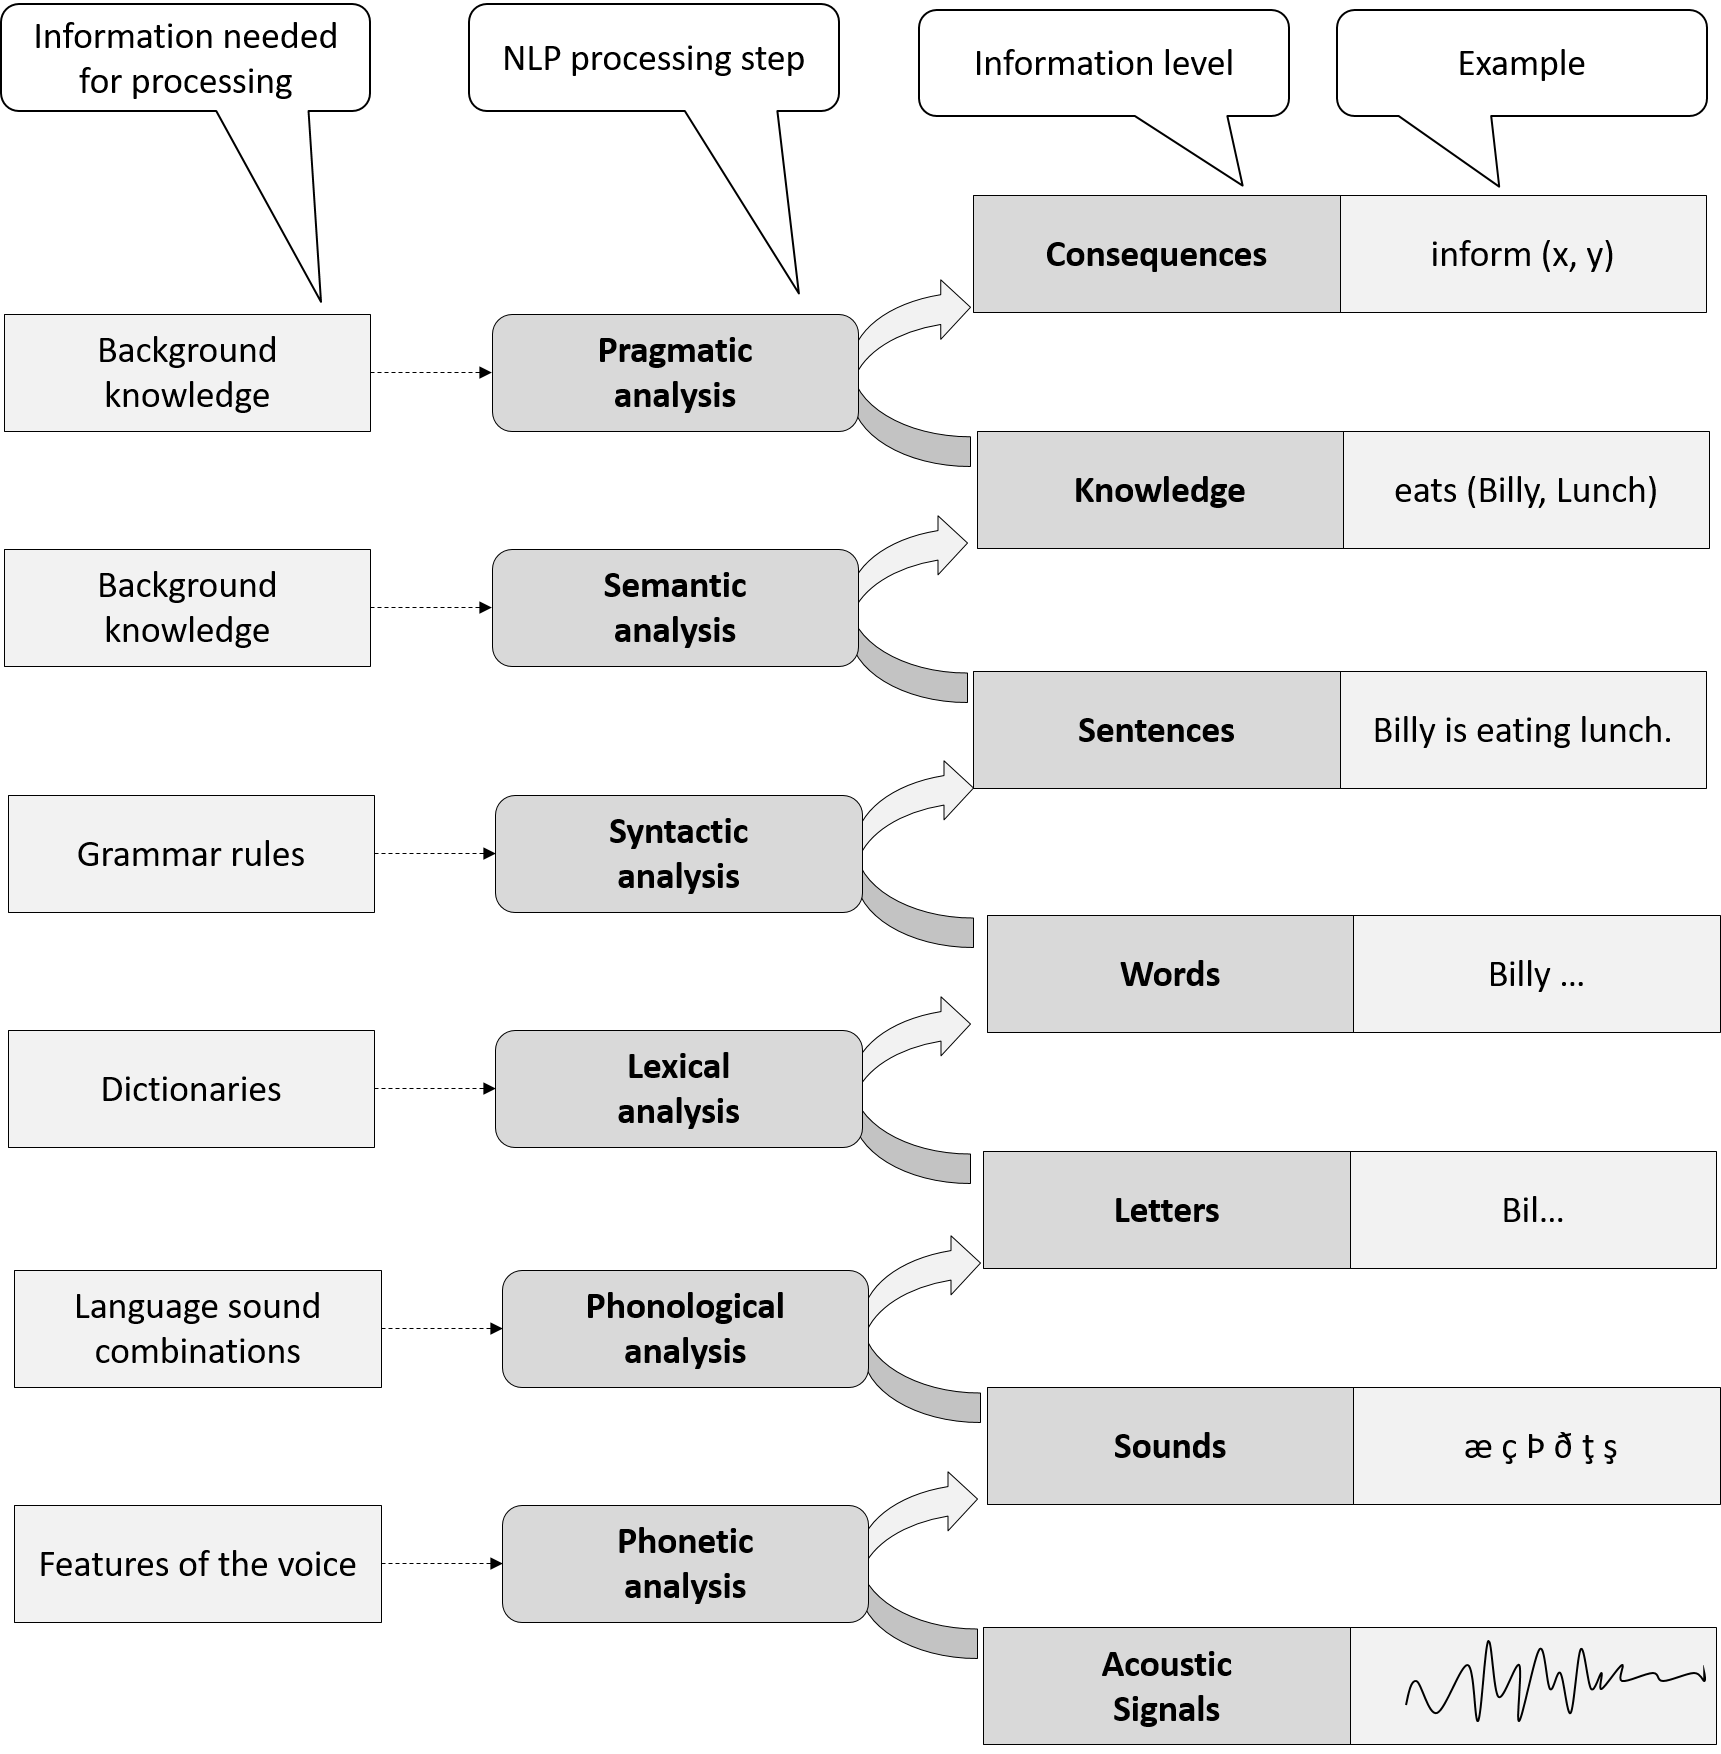 Information needed
for processing
NLP processing step
Information level
Example
Consequences
inform (x, y)
Background
knowledge
Pragmatic
analysis
Knowledge
eats (Billy, Lunch)
Background
knowledge
Semantic
analysis
Sentences
Billy is eating lunch.
Grammar rules
Syntactic
analysis
Words
Billy ...
Dictionaries
Lexical
analysis
Letters
Bil...
Language sound
combinations
Phonological
analysis
Sounds
æ ç Þ ð ţ ş
Features of the voice
Phonetic
analysis
Acoustic
Signals